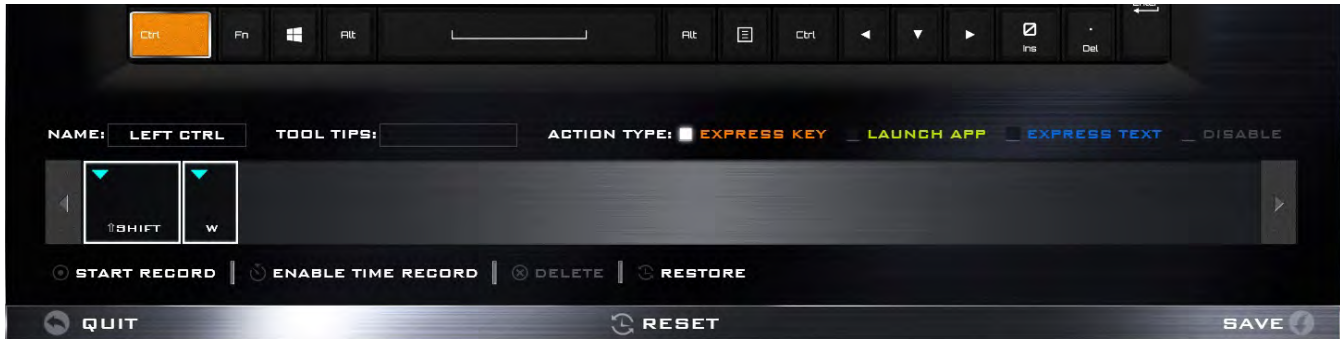 Enter
Ctrl Fn Alt Alt Ctrl Ins Del
NAME: LEFT CTRL TOOL TIPS: ACTION TYPE: EXPRESS KEY LAUNCH APP EXPRESS TEXT DISABLE
⇧SHIFT W
START RECORD ENABLE TIME RECORD DELETE RESTORE
QUIT RESET SAVE